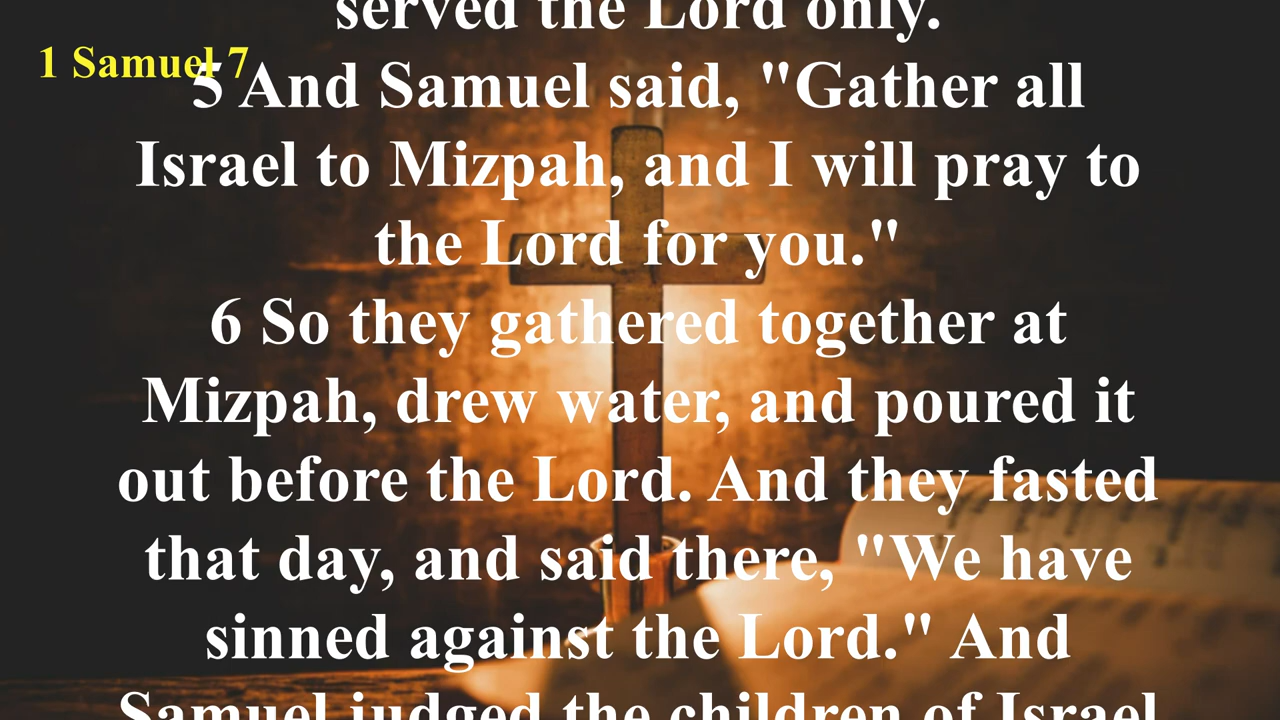 served the Lord only.
1 Samuel 7
5 And Samuel said, "Gather all
Israel to Mizpah, and I will pray to
the Lord for you."
6 So they gathered together at
Mizpah, drew water, and poured it
out before the Lord. And they fasted
that day, and said there, "We have
sinned against the Lord." And
Samuel judged the children of Israel